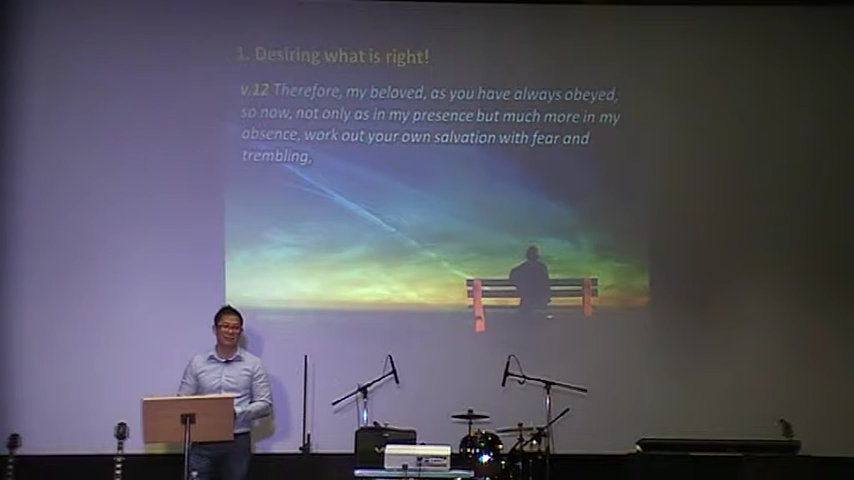 1. Desiring what is right!
v.12 Therefore, my beloved, as you have always obeyed,
so now, not only as in my presence but much more in my
absence, work out your own salvation with fear and
trembling,